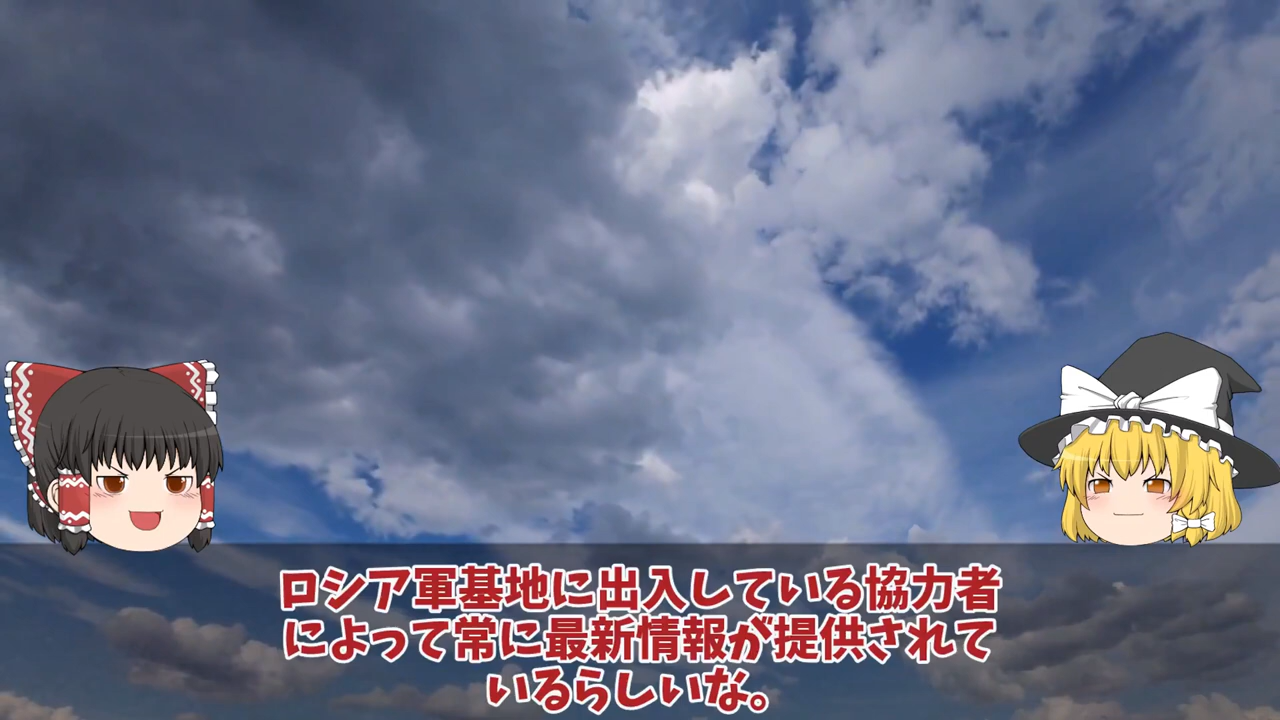 ロシア軍基地に出入している協力者
によって常に最新情報が提供されて
いるらしいな。